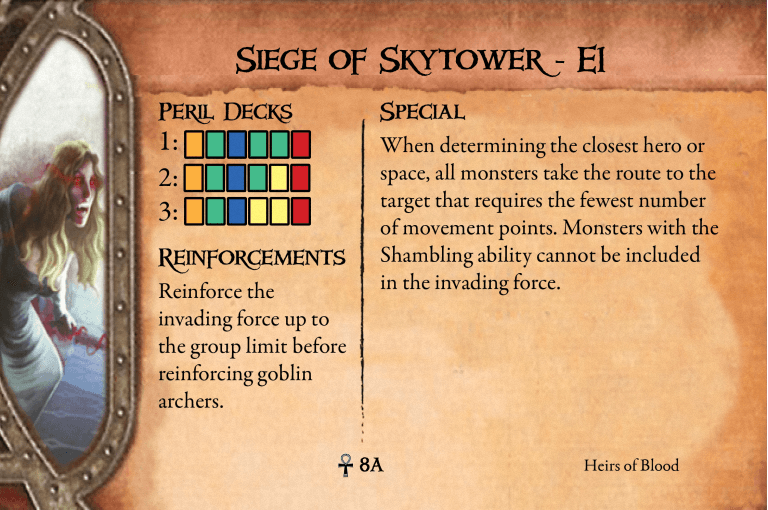 Siege of Skytower - E1
Peril Decks
1:
2:
3:
Reinforcements
Reinforce the
invading force up to
the group limit before
reinforcing goblin
archers.
Special
When determining the closest hero or
space, all monsters take the route to the
target that requires the fewest number
of movement points. Monsters with the
Shambling ability cannot be included
in the invading force.
8A
Heirs of Blood